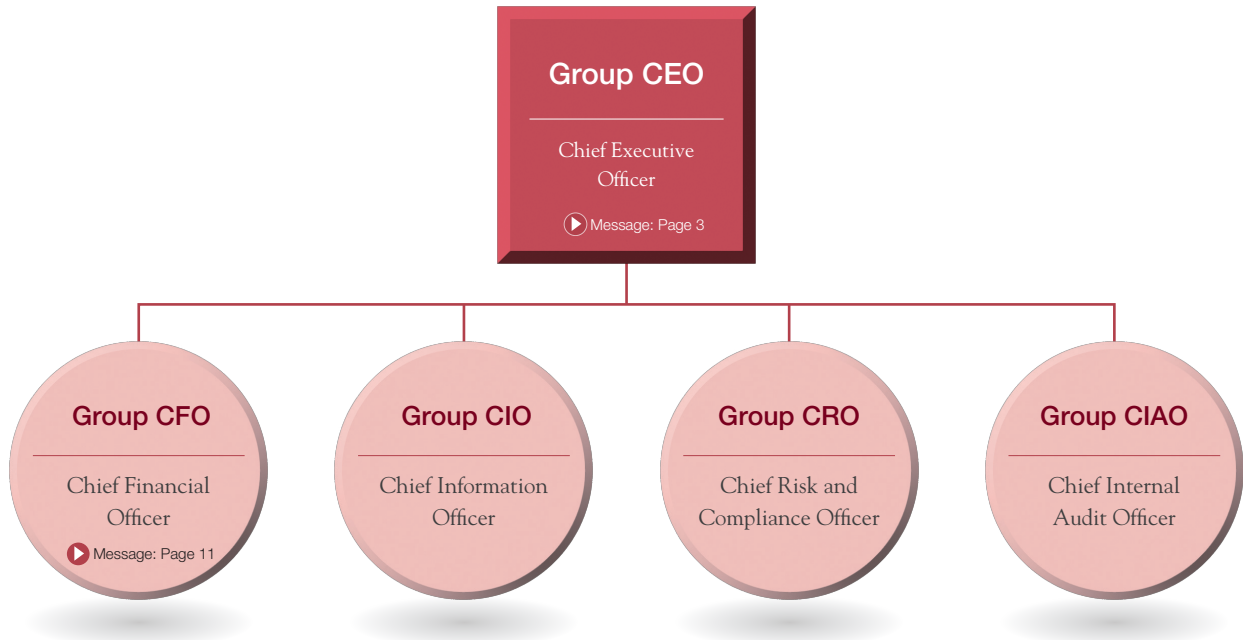 Group CEO
Chief Executive
Officer
Message: Page 3
Group CFO
Chief Financial
Officer
Message: Page 11
Group CIO
Chief Information
Officer
Group CRO
Chief Risk and
Compliance Officer
Group CIAO
Chief Internal
Audit Officer